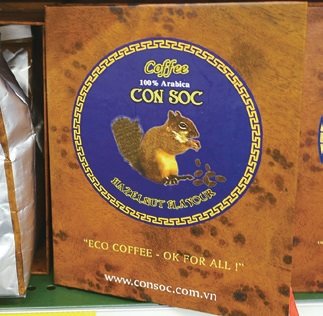 Coffee
100% Arabica
CON SOC
HAZELNUT FLAVOUR
"ECO COFFEE - OK FOR ALL !"
www.consoc.com.vn